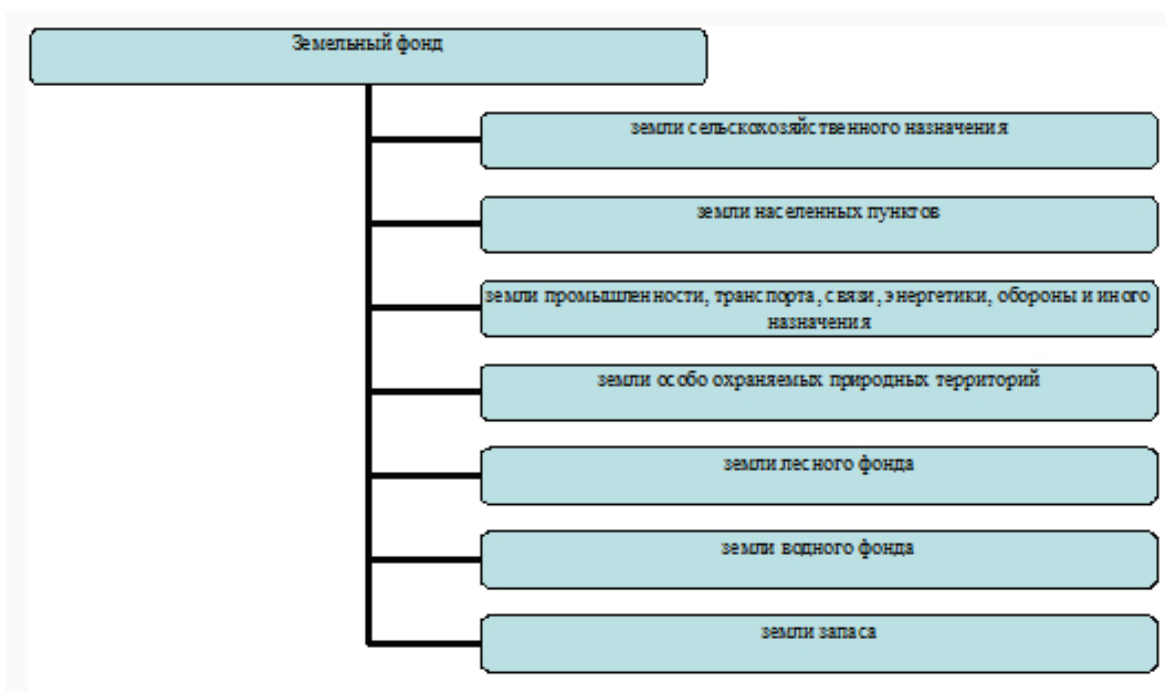 Земельный фонд
земли сельскохозяйственного назначения
земли населенных пунктов
земли промышленности, транспорта, связи, энергетики, обороны и иного
назначения
земли особо охраняемых природных территорий
земли лесного фонда
земли водного фонда
земли запаса